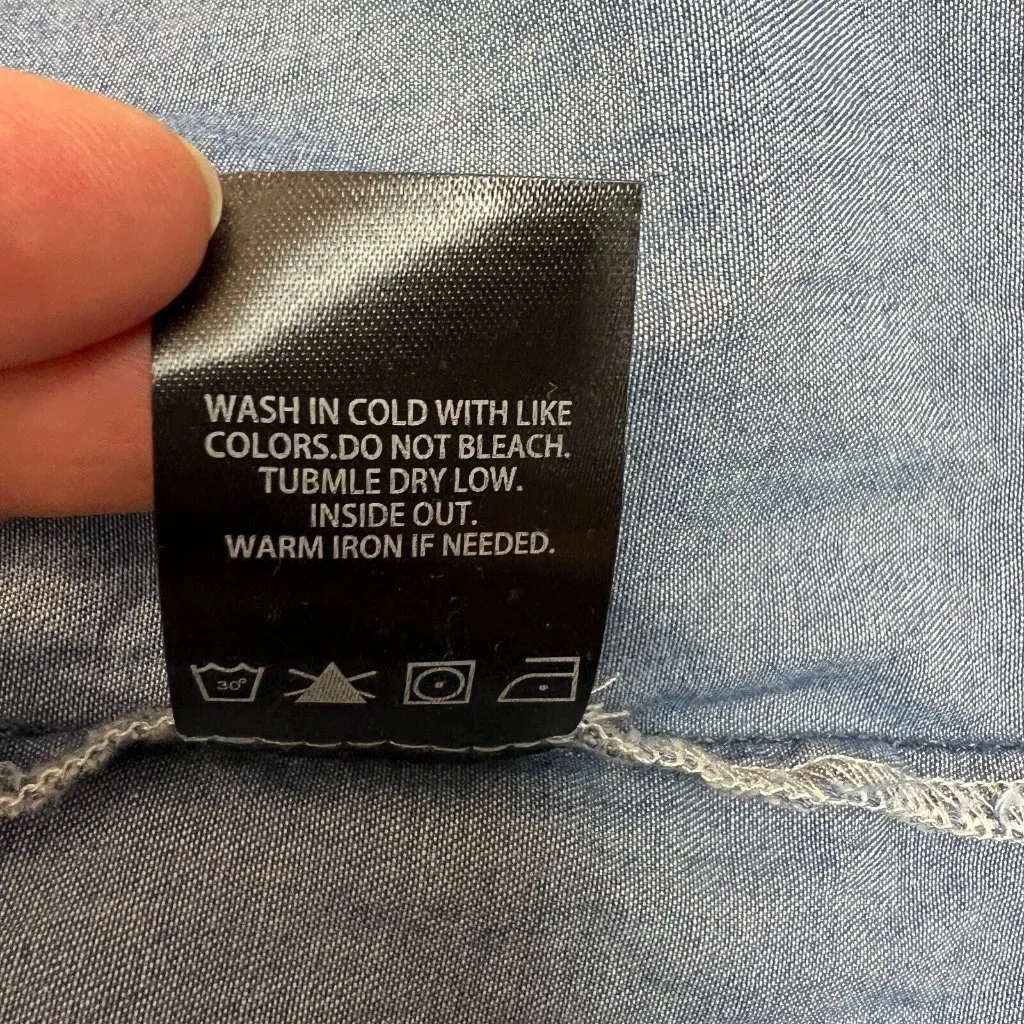 WASH IN COLD WITH LIKE
COLORS.DO NOT BLEACH.
TUBMLE DRY LOW.
INSIDE OUT.
WARM IRON IF NEEDED.
30°